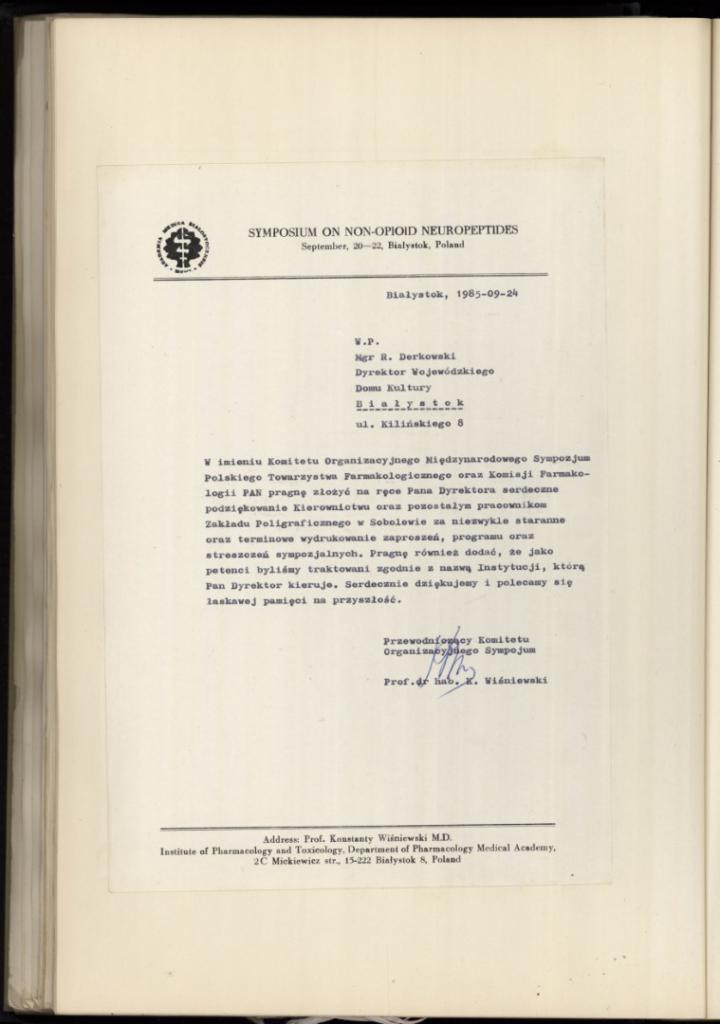 ACADEMIA MEDICA BIALOSTOCENSIS
SYMPOSIUM ON NON-OPIOID NEUROPEPTIDES
September, 20—22, Białystok, Poland
Białystok, 1985-09-24
W.P.
Mgr R. Derkowski
Dyrektor Wojewódzkiego
Domu Kultury
B i a ł y s t o k
ul. Kilińskiego 8
W imieniu Komitetu Organizacyjnego Międzynarodowego Sympozjum
Polskiego Towarzystwa Farmakologicznego oraz Komisji Farmako-
logii PAN pragnę złożyć na ręce Pana Dyrektora serdeczne
podziękowanie Kierownictwu oraz pozostałym pracownikom
Zakładu Poligraficznego w Sobolewie za niezwykle staranne
oraz terminowe wydrukowanie zaproszeń, programu oraz
streszczeń sympozjalnych. Pragnę również dodać, że jako
petenci byliśmy traktowani zgodnie z nazwą Instytucji, którą
Pan Dyrektor kieruje. Serdecznie dziękujemy i polecamy się
łaskawej pamięci na przyszłość.
Przewodniczący Komitetu
Organizacyjnego Sympojum
Prof.dr hab. K. Wiśniewski
Address: Prof. Konstanty Wiśniewski M.D.
Institute of Pharmacology and Toxicology, Department of Pharmacology Medical Academy,
2C Mickiewicz str., 15-222 Białystok 8, Poland